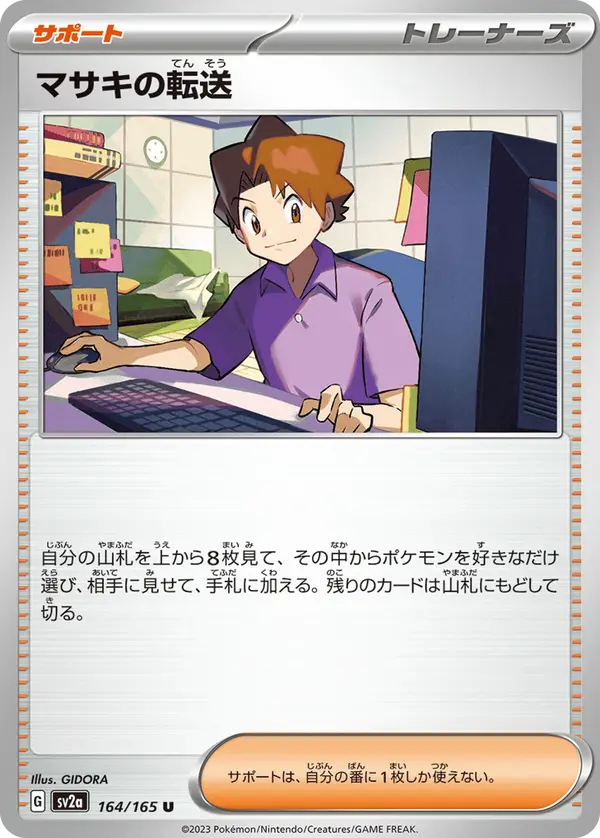 サポート
トレーナーズ
てん そう
マサキの転送
じぶん やまふだ うえ まい み なか す
自分の山札を上から8枚見て、その中からポケモンを好きなだけ
えら あいて み てふだ くわ のこ やまふだ
選び、相手に見せて、手札に加える。残りのカードは山札にもどして
き
切る。
Illus. GIDORA
じぶん ばん まい つか
サポートは、自分の番に1枚しか使えない。
G sv2a 164/165 U
©2023 Pokémon/Nintendo/Creatures/GAME FREAK.